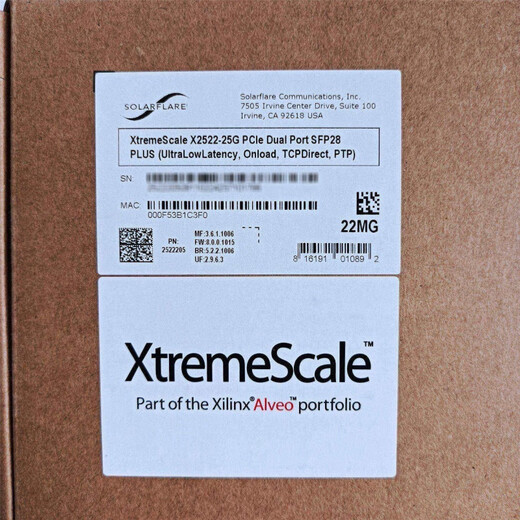 SOLARFLARE®
Solarflare Communications, Inc.
7505 Irvine Center Drive, Suite 100
Irvine, CA 92618 USA
XtremeScale X2522-25G PCIe Dual Port SFP28
PLUS (UltraLowLatency, Onload, TCPDirect, PTP)
SN:
MAC:
000F53B1C3F0
22MG
PN:
2522205
MF:3.6.1.1006
FW:8.0.0.1015
BR:5.2.2.1006
UF:2.9.6.3
8 16191 01089 2
XtremeScale™
Part of the Xilinx® Alveo™ portfolio